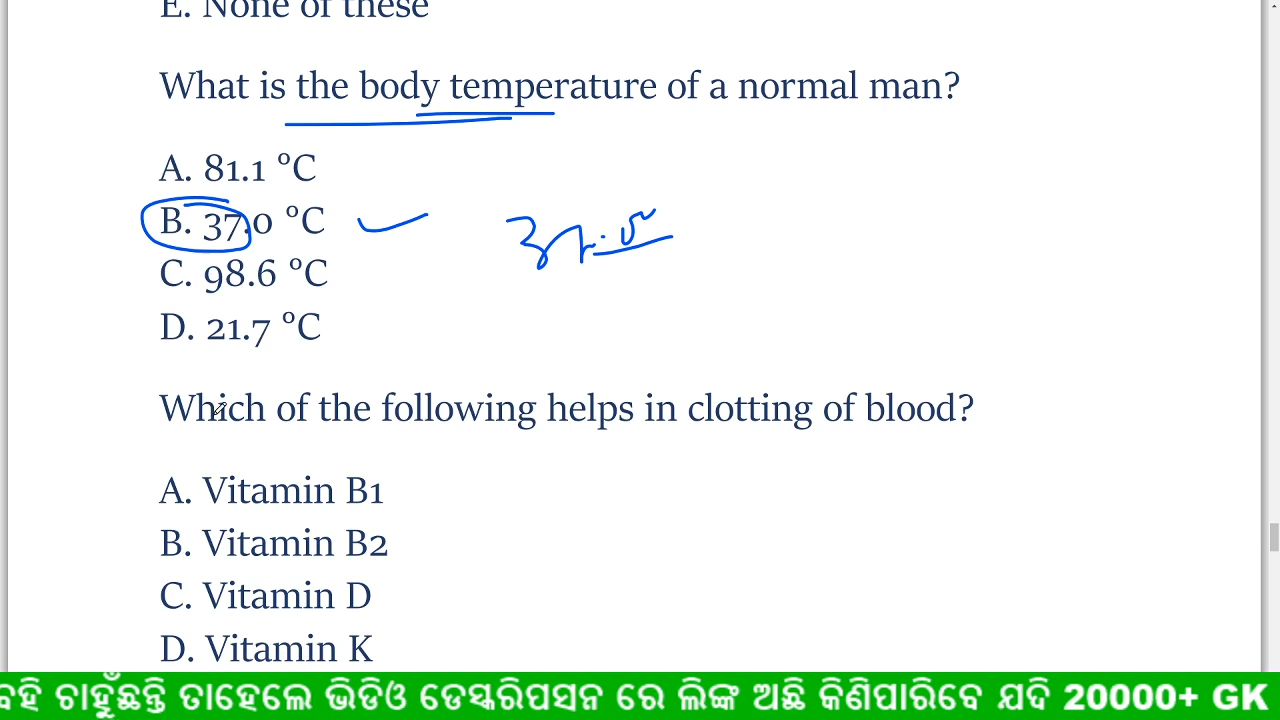 E. None of these
What is the body temperature of a normal man?
A. 81.1 °C
B. 37.0 °C
C. 98.6 °C
D. 21.7 °C
Which of the following helps in clotting of blood?
A. Vitamin B1
B. Vitamin B2
C. Vitamin D
D. Vitamin K
ବହି ଚାହୁଁଛନ୍ତି ତାହେଲେ ଭିଡିଓ ଡେସ୍କରିପସନ ରେ ଲିଙ୍କ ଅଛି କିଣିପାରିବେ ଯଦି 20000+ GK